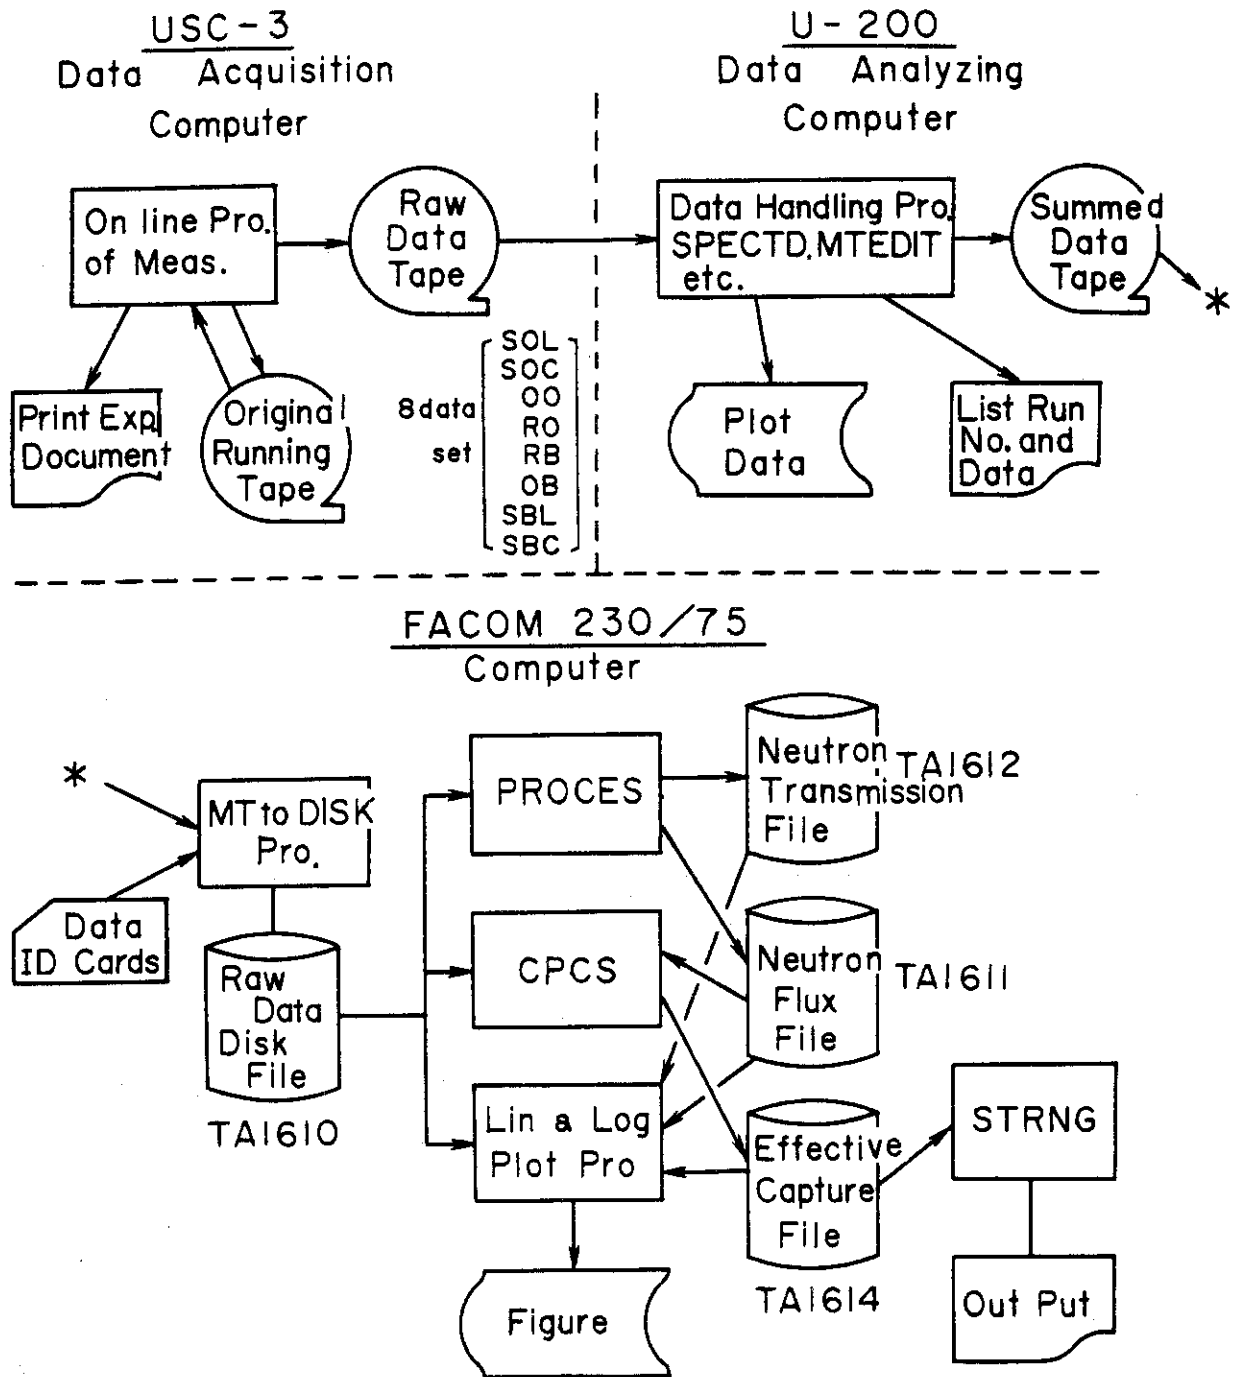 USC-3
Data Acquisition
Computer
On line Pro.
of Meas.
Raw
Data
Tape
Print Exp.
Document
Original
Running
Tape
8data
set
SOL
SOC
OO
RO
RB
OB
SBL
SBC
U-200
Data Analyzing
Computer
Data Handling Pro.
SPECTD, MTEDIT
etc.
Summed
Data
Tape
*
Plot
Data
List Run
No. and
Data
FACOM 230/75
Computer
*
MT to DISK
Pro.
Data
ID Cards
Raw
Data
Disk
File
TA1610
PROCES
CPCS
Lin a Log
Plot Pro
Figure
Neutron
Transmission
File
TA1612
Neutron
Flux
File
TA1611
Effective
Capture
File
TA1614
STRNG
Out Put